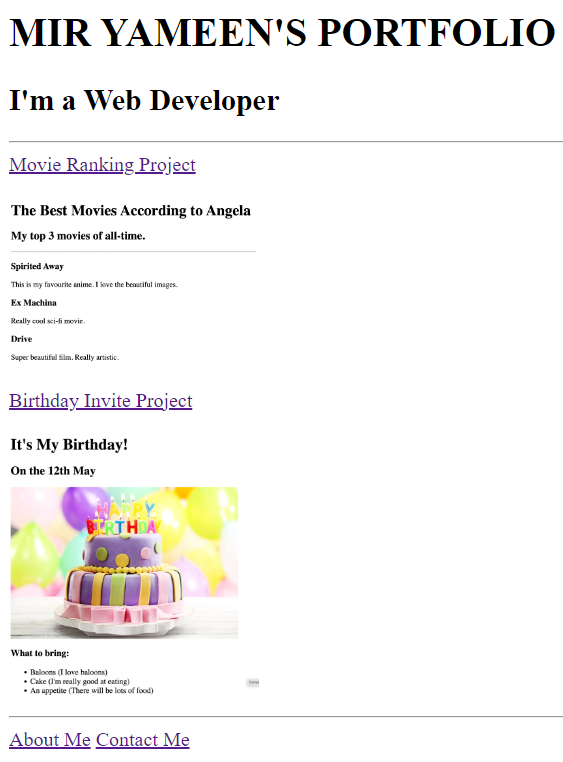 MIR YAMEEN'S PORTFOLIO
I'm a Web Developer
Movie Ranking Project
The Best Movies According to Angela
My top 3 movies of all-time.
Spirited Away
This is my favourite anime. I love the beautiful images.
Ex Machina
Really cool sci-fi movie.
Drive
Super beautiful film. Really artistic.
Birthday Invite Project
It's My Birthday!
On the 12th May
HAPPY
BIRTHDAY
What to bring:
Baloons (I love baloons)
Cake (I'm really good at eating)
An appetite (There will be lots of food)
About Me Contact Me